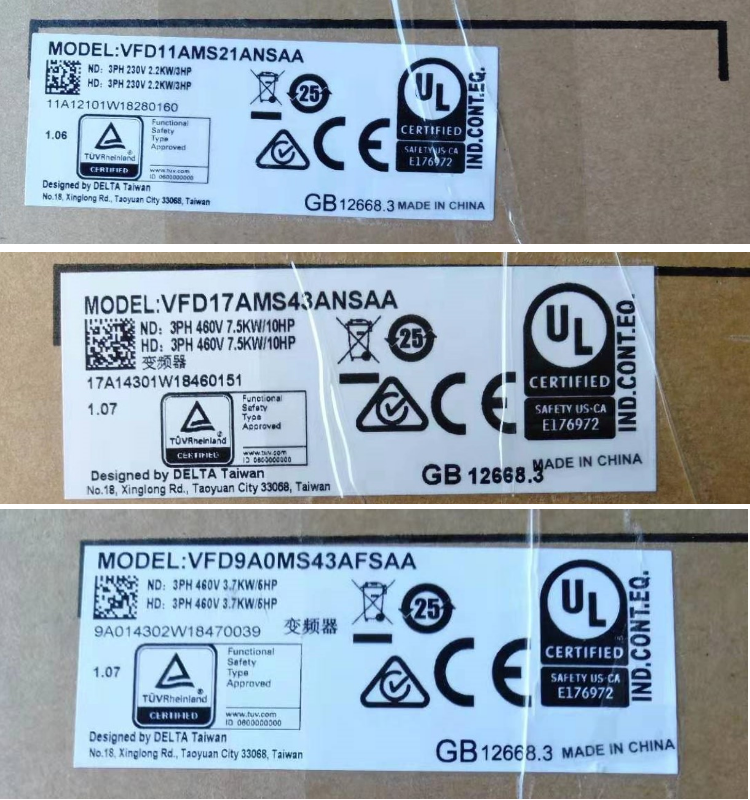 MODEL:VFD11AMS21ANSAA
ND: 3PH 230V 2.2KW/3HP
HD: 3PH 230V 2.2KW/3HP
11A12101W18280160
25
UL
CERTIFIED
SAFETY US-CA
E176972
IND.CONT.EQ.
1.06
TÜVRheinland
CERTIFIED
Functional
Safety
Type
Approved
www.tuv.com
ID 0600000000
CE
Designed by DELTA Taiwan
No.18, Xinglong Rd., Taoyuan City 33068, Taiwan
GB 12668.3 MADE IN CHINA
MODEL:VFD17AMS43ANSAA
ND: 3PH 460V 7.5KW/10HP
HD: 3PH 460V 7.5KW/10HP
变频器
17A14301W18460151
25
UL
CERTIFIED
SAFETY US-CA
E176972
IND.CONT.EQ.
1.07
TÜVRheinland
CERTIFIED
Functional
Safety
Type
Approved
www.tuv.com
ID 0600000000
CE
Designed by DELTA Taiwan
No.18, Xinglong Rd., Taoyuan City 33068, Taiwan
GB 12668.3 MADE IN CHINA
MODEL:VFD9A0MS43AFSAA
ND: 3PH 460V 3.7KW/5HP
HD: 3PH 460V 3.7KW/5HP
9A014302W18470039 变频器
25
UL
CERTIFIED
SAFETY US-CA
E176972
IND.CONT.EQ.
1.07
TÜVRheinland
CERTIFIED
Functional
Safety
Type
Approved
www.tuv.com
ID 0600000000
CE
Designed by DELTA Taiwan
No.18, Xinglong Rd., Taoyuan City 33068, Taiwan
GB 12668.3 MADE IN CHINA